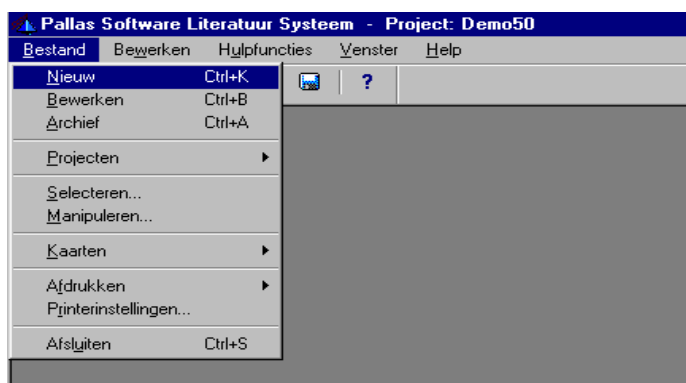 Pallas Software Literatuur Systeem - Project: Demo50
Bestand Bewerken Hulpfuncties Venster Help
Nieuw Ctrl+K
?
Bewerken Ctrl+B
Archief Ctrl+A
Projecten
Selecteren...
Manipuleren...
Kaarten
Afdrukken
Printerinstellingen...
Afsluiten Ctrl+S